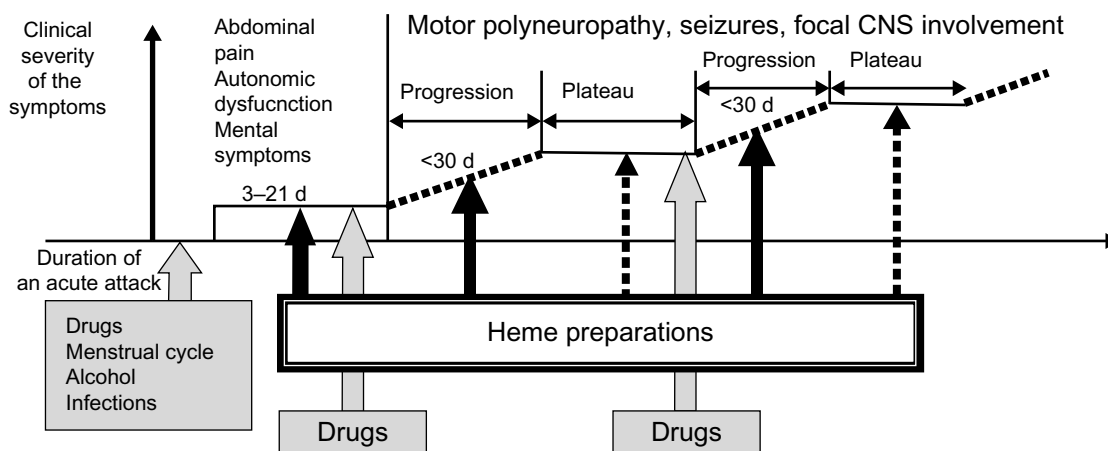 Clinical
severity
of the
symptoms
Abdominal
pain
Autonomic
dysfucnction
Mental
symptoms
3–21 d
Motor polyneuropathy, seizures, focal CNS involvement
Progression
Plateau
<30 d
Progression
Plateau
<30 d
Duration of
an acute attack
Drugs
Menstrual cycle
Alcohol
Infections
Heme preparations
Drugs
Drugs